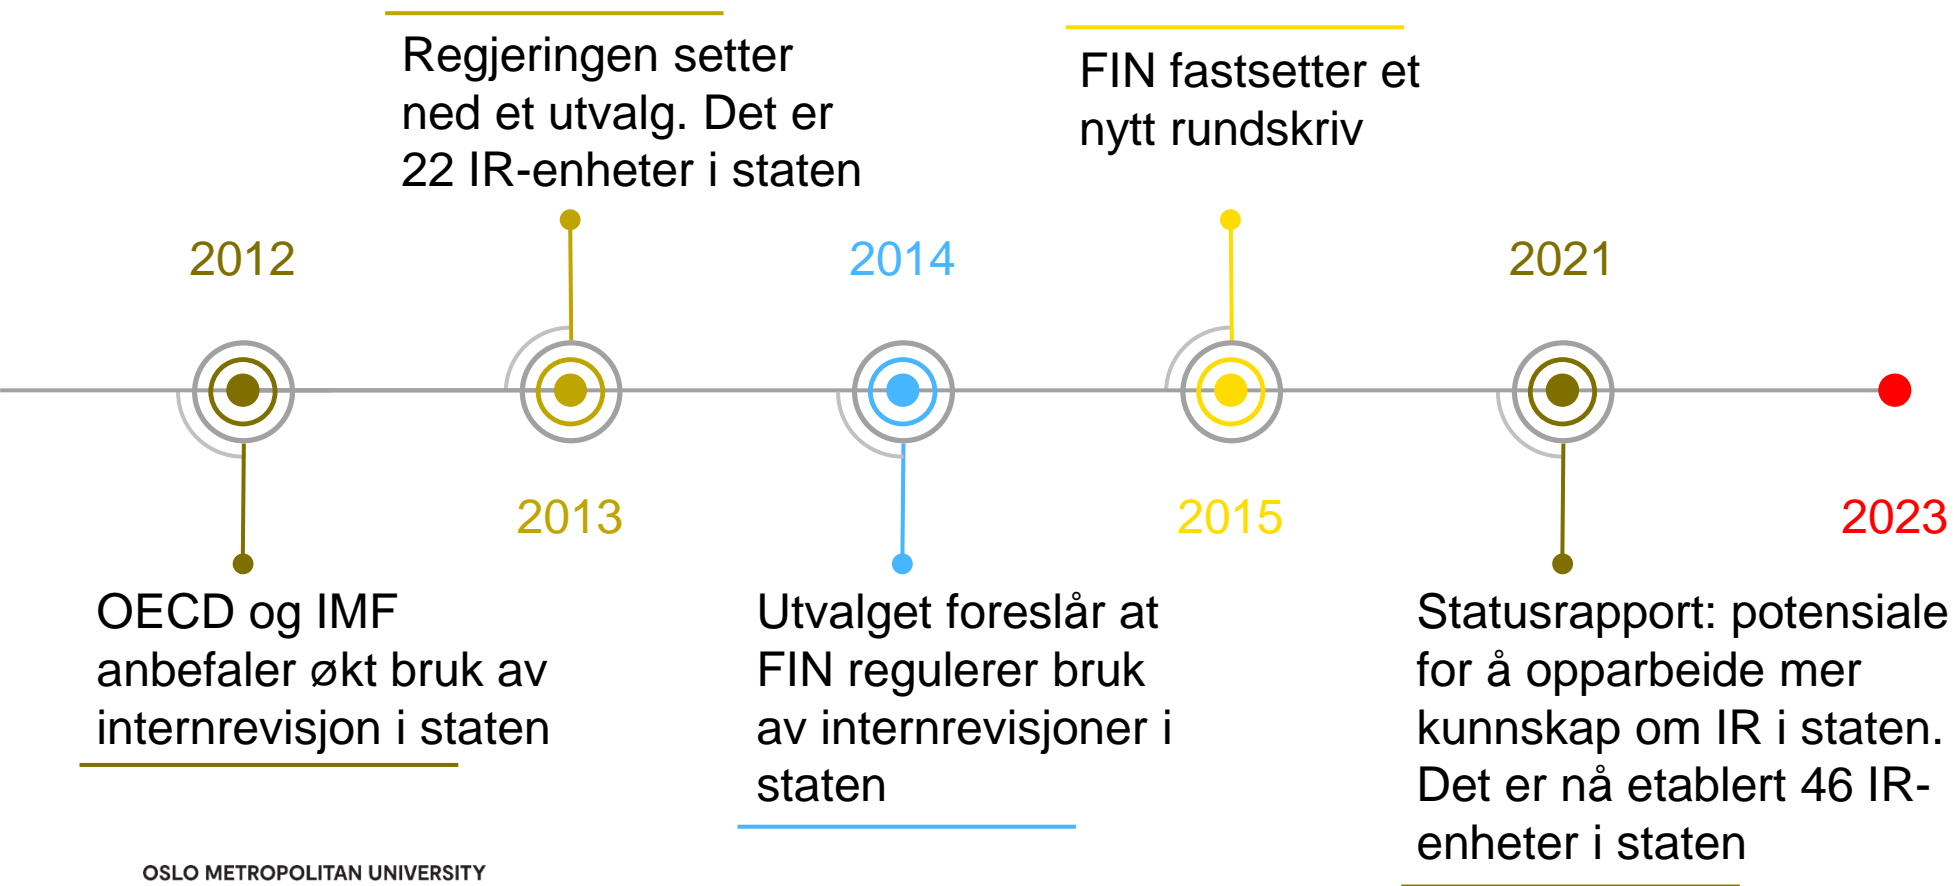 2012
OECD og IMF
anbefaler økt bruk av
internrevisjon i staten
Regjeringen setter
ned et utvalg. Det er
22 IR-enheter i staten
2013
2014
Utvalget foreslår at
FIN regulerer bruk
av internrevisjoner i
staten
FIN fastsetter et
nytt rundskriv
2015
2021
Statusrapport: potensiale
for å opparbeide mer
kunnskap om IR i staten.
Det er nå etablert 46 IR-
enheter i staten
2023
OSLO METROPOLITAN UNIVERSITY